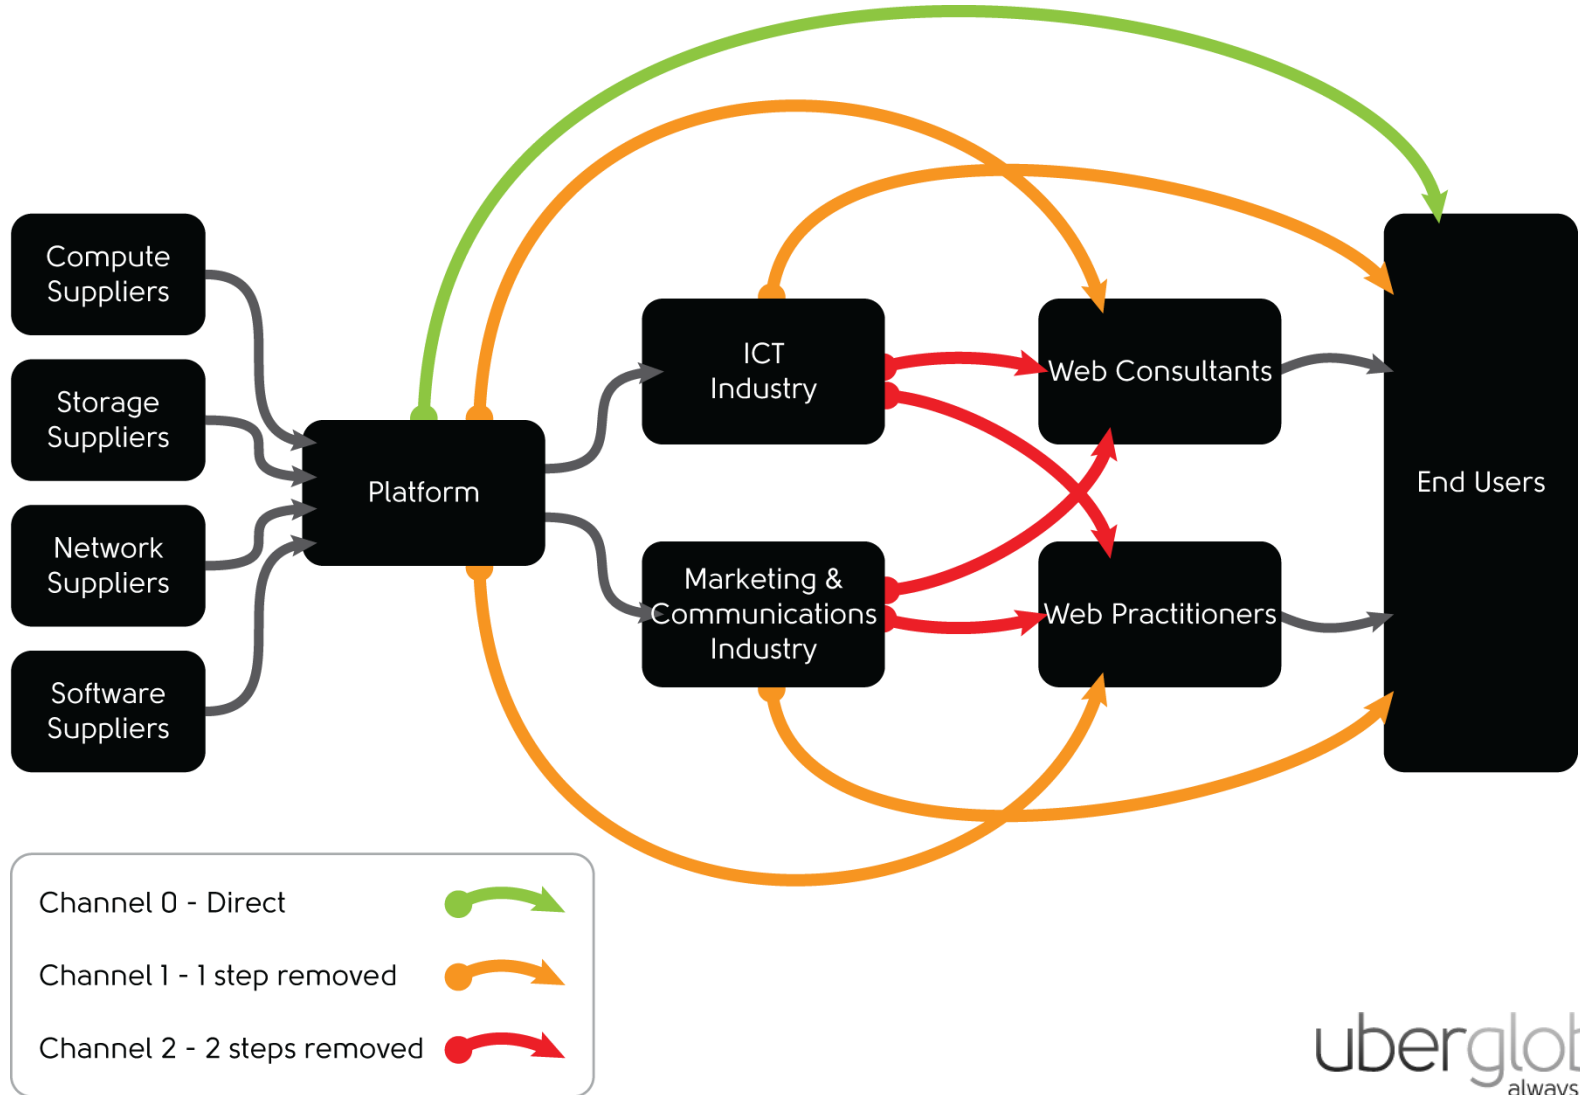 Compute
Suppliers
Storage
Suppliers
Network
Suppliers
Software
Suppliers
Platform
ICT
Industry
Marketing &
Communications
Industry
Web Consultants
Web Practitioners
End Users
Channel 0 - Direct
Channel 1 - 1 step removed
Channel 2 - 2 steps removed
uberglob
always